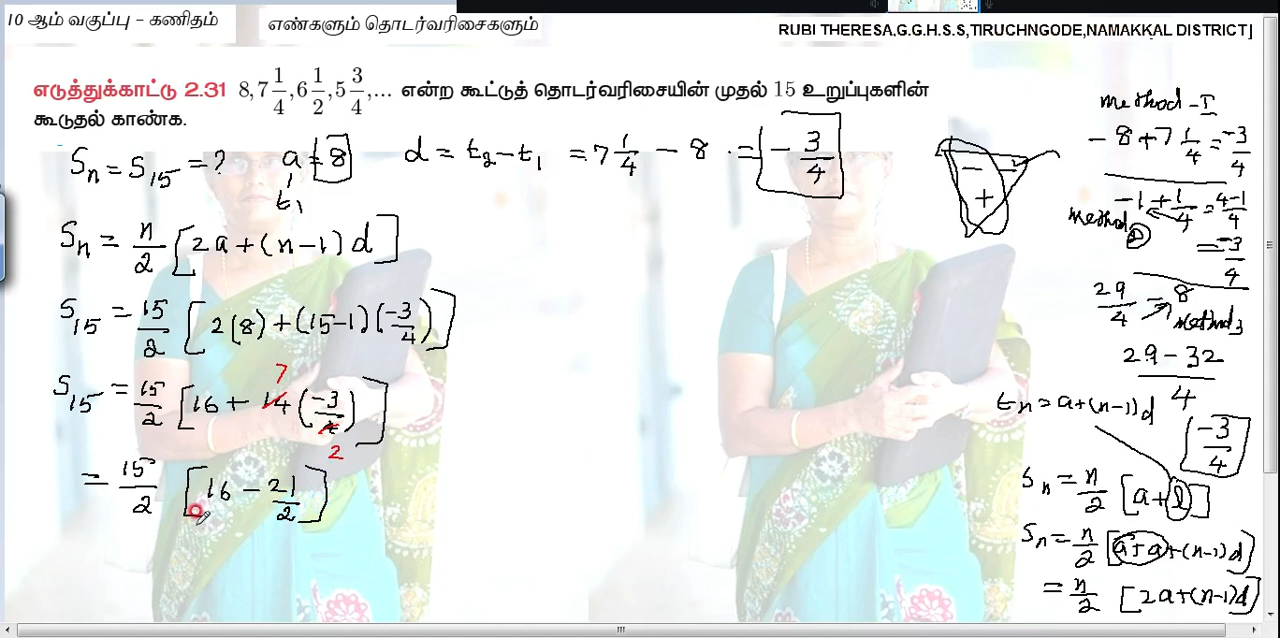 10 ஆம் வகுப்பு – கணிதம்
எண்களும் தொடர்வரிசைகளும்
RUBI THERESA,G.G.H.S.S,TIRUCHNGODE,NAMAKKAL DISTRICT]
எடுத்துக்காட்டு 2.31 8, 7 1/4, 6 1/2, 5 3/4, ... என்ற கூட்டுத் தொடர்வரிசையின் முதல் 15 உறுப்புகளின்
கூடுதல் காண்க.
Sn = S15 = ? a = 8 d = t2 – t1 = 7 1/4 – 8 = – 3/4
t1
Sn = n/2 [2a + (n – 1) d]
S15 = 15/2 [2(8) + (15–1) (–3/4)]
S15 = 15/2 [16 + 14 (–3/4)]
7
2
= 15/2 [16 – 21/2]
–
+
method – I
– 8 + 7 1/4 = –3/4
–1 + 1/4 = 4–1/4
method 2
= –3/4
29/4 – 8
method 3
29 – 32/4
–3/4
tn = a + (n–1)d
Sn = n/2 [a + l]
Sn = n/2 [a + a + (n–1)d]
= n/2 [2a + (n–1)d]